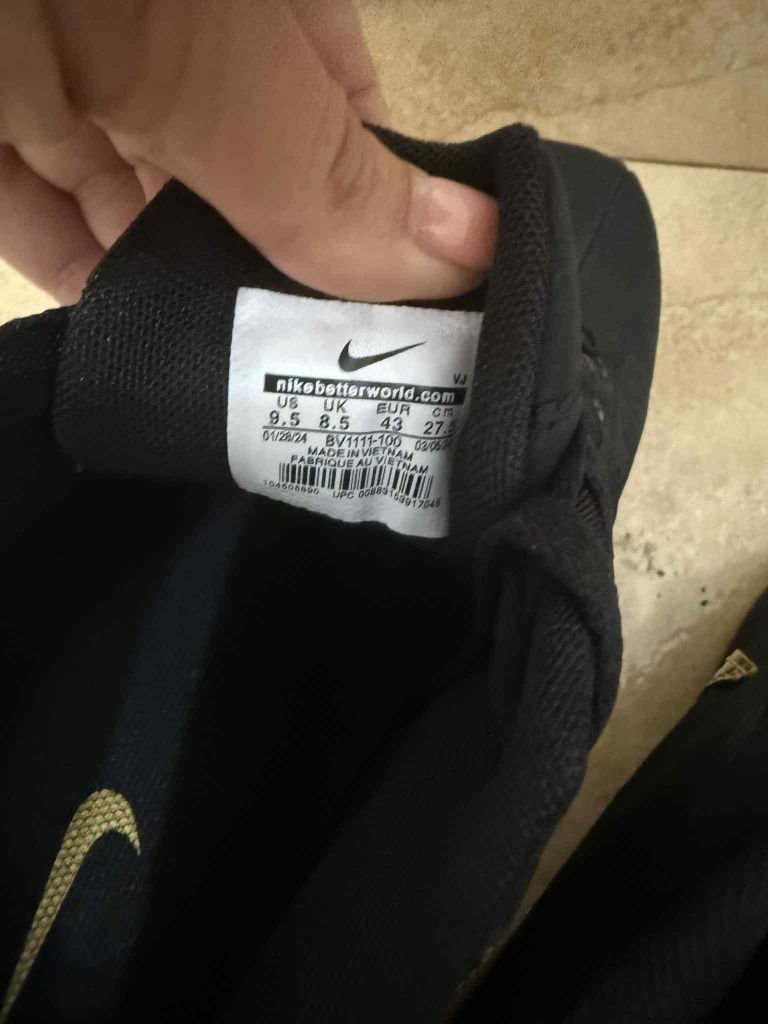 VJ
nikebetterworld.com
US UK EUR cm
9.5 8.5 43 27.5
01/28/24 BV1111-100
MADE IN VIETNAM
FABRIQUE AU VIETNAM
UPC